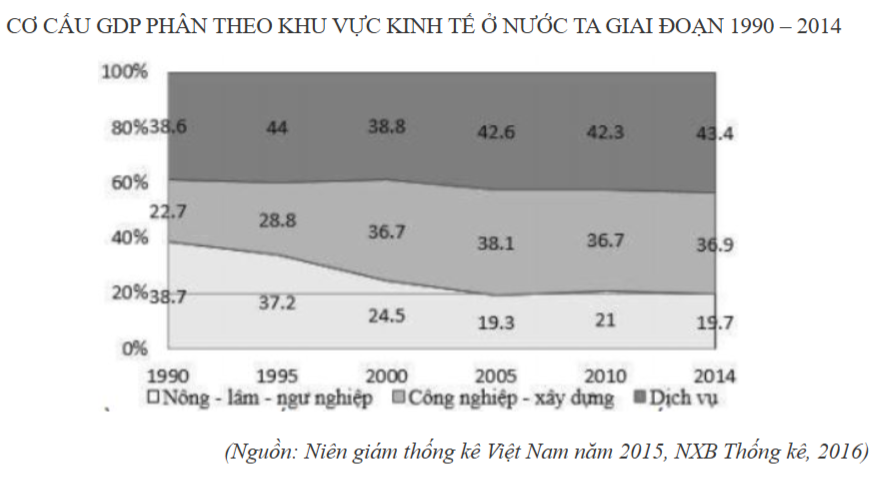 CƠ CẤU GDP PHÂN THEO KHU VỰC KINH TẾ Ở NƯỚC TA GIAI ĐOẠN 1990 – 2014
100%
80% 38.6 44 38.8 42.6 42.3 43.4
60%
22.7 28.8 36.7 38.1 36.7 36.9
40%
20% 38.7 37.2 24.5 19.3 21 19.7
0%
1990 1995 2000 2005 2010 2014
Nông - lâm - ngư nghiệp Công nghiệp - xây dựng Dịch vụ
(Nguồn: Niên giám thống kê Việt Nam năm 2015, NXB Thống kê, 2016)